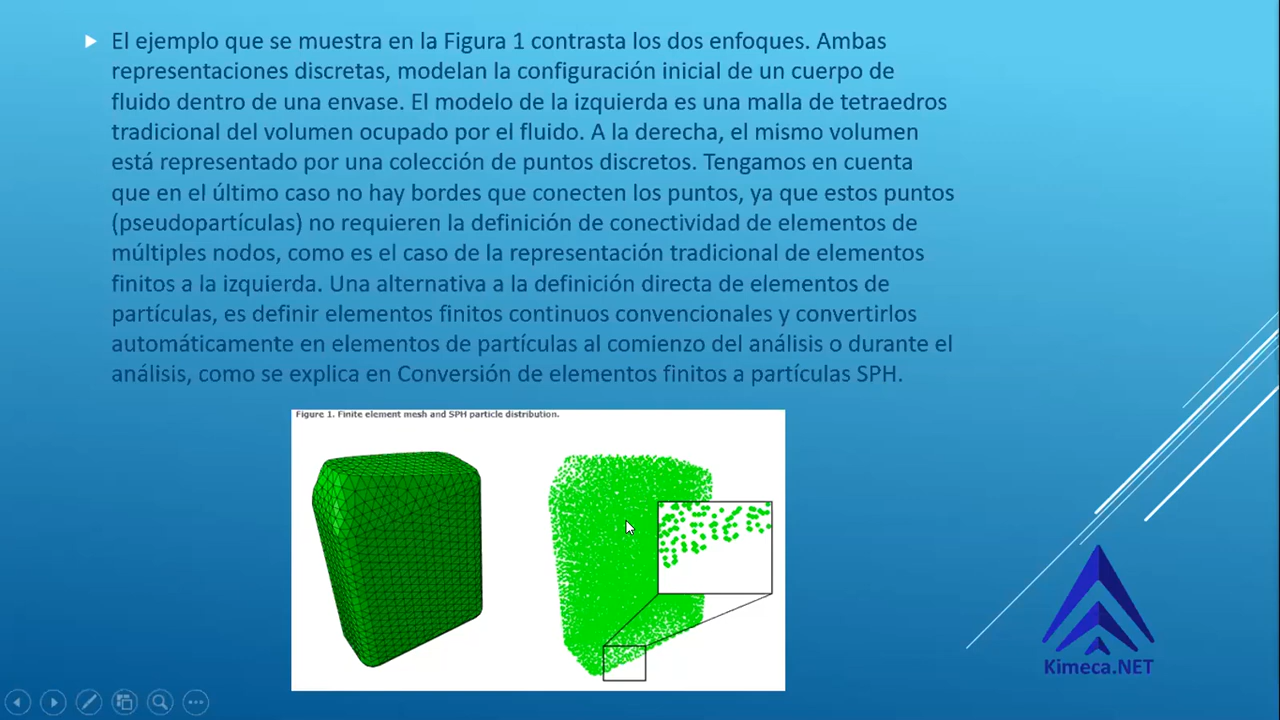 El ejemplo que se muestra en la Figura 1 contrasta los dos enfoques. Ambas
representaciones discretas, modelan la configuración inicial de un cuerpo de
fluido dentro de una envase. El modelo de la izquierda es una malla de tetraedros
tradicional del volumen ocupado por el fluido. A la derecha, el mismo volumen
está representado por una colección de puntos discretos. Tengamos en cuenta
que en el último caso no hay bordes que conecten los puntos, ya que estos puntos
(pseudopartículas) no requieren la definición de conectividad de elementos de
múltiples nodos, como es el caso de la representación tradicional de elementos
finitos a la izquierda. Una alternativa a la definición directa de elementos de
partículas, es definir elementos finitos continuos convencionales y convertirlos
automáticamente en elementos de partículas al comienzo del análisis o durante el
análisis, como se explica en Conversión de elementos finitos a partículas SPH.
Figure 1. Finite element mesh and SPH particle distribution.
Kimeca.NET